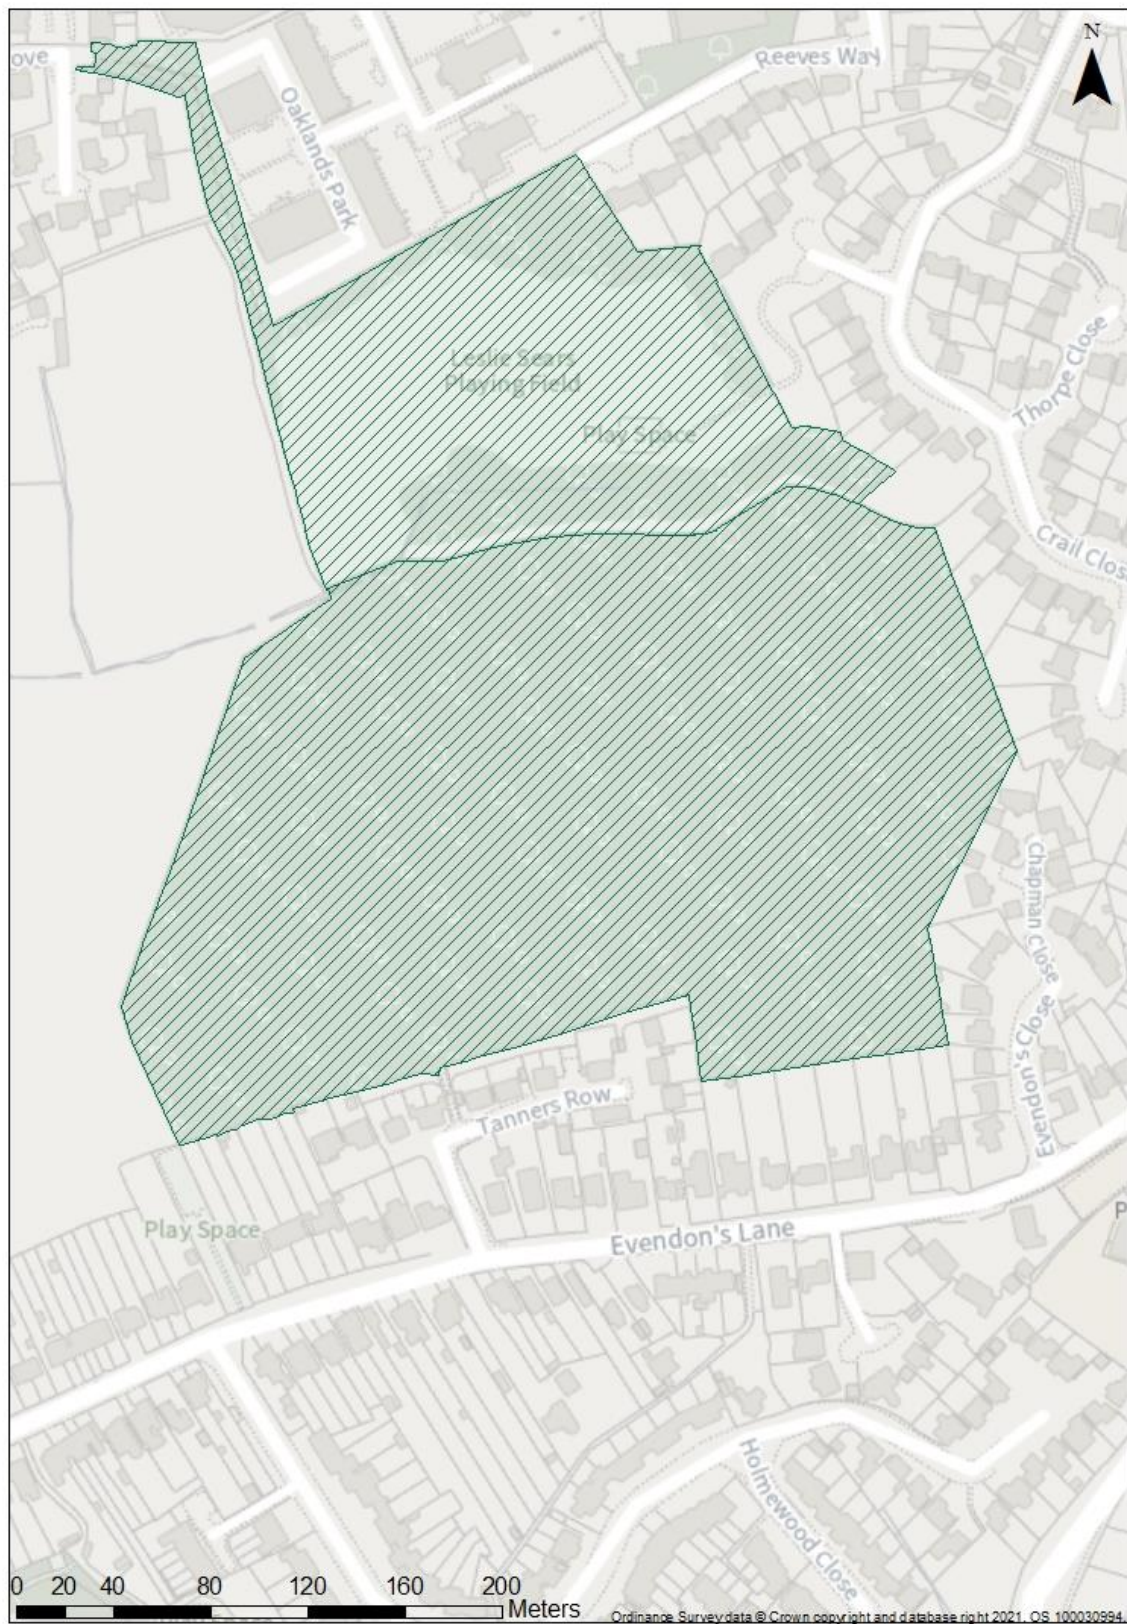 N
ove
Reeves Way
Oaklands Park
Leslie Sears
Playing Field
Play Space
Thorpe Close
Crail Clos
Chapman Close
Evendon's Close
Tanners Row
Play Space
Evendon's Lane
P
Holmewood Close
0 20 40 80 120 160 200
Meters
Ordinance Survey data © Crown copyright and database right 2021. OS 100030994.